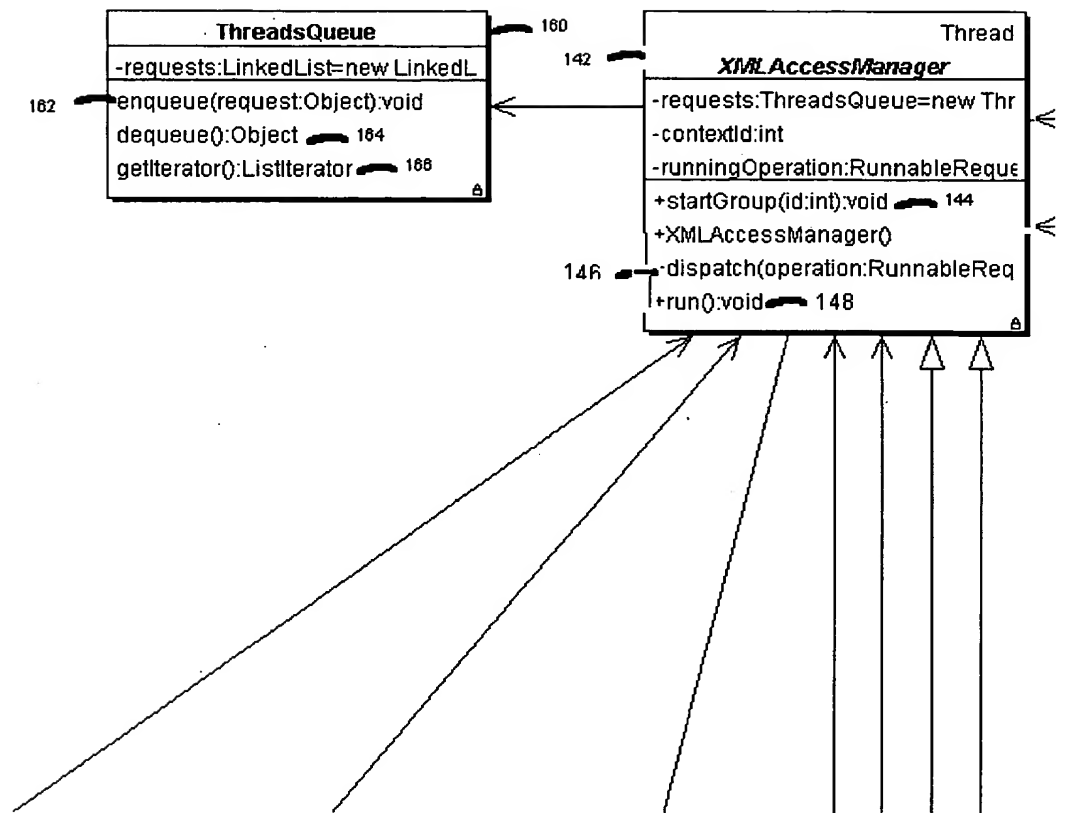 ThreadsQueue
160
-requests:LinkedList=new LinkedL
162
enqueue(request:Object):void
dequeue():Object 164
getIterator():ListIterator 166
Thread
142
XMLAccessManager
-requests:ThreadsQueue=new Thr
-contextId:int
-runningOperation:RunnableReque
+startGroup(id:int):void 144
+XMLAccessManager()
146 -dispatch(operation:RunnableReq
+run():void 148